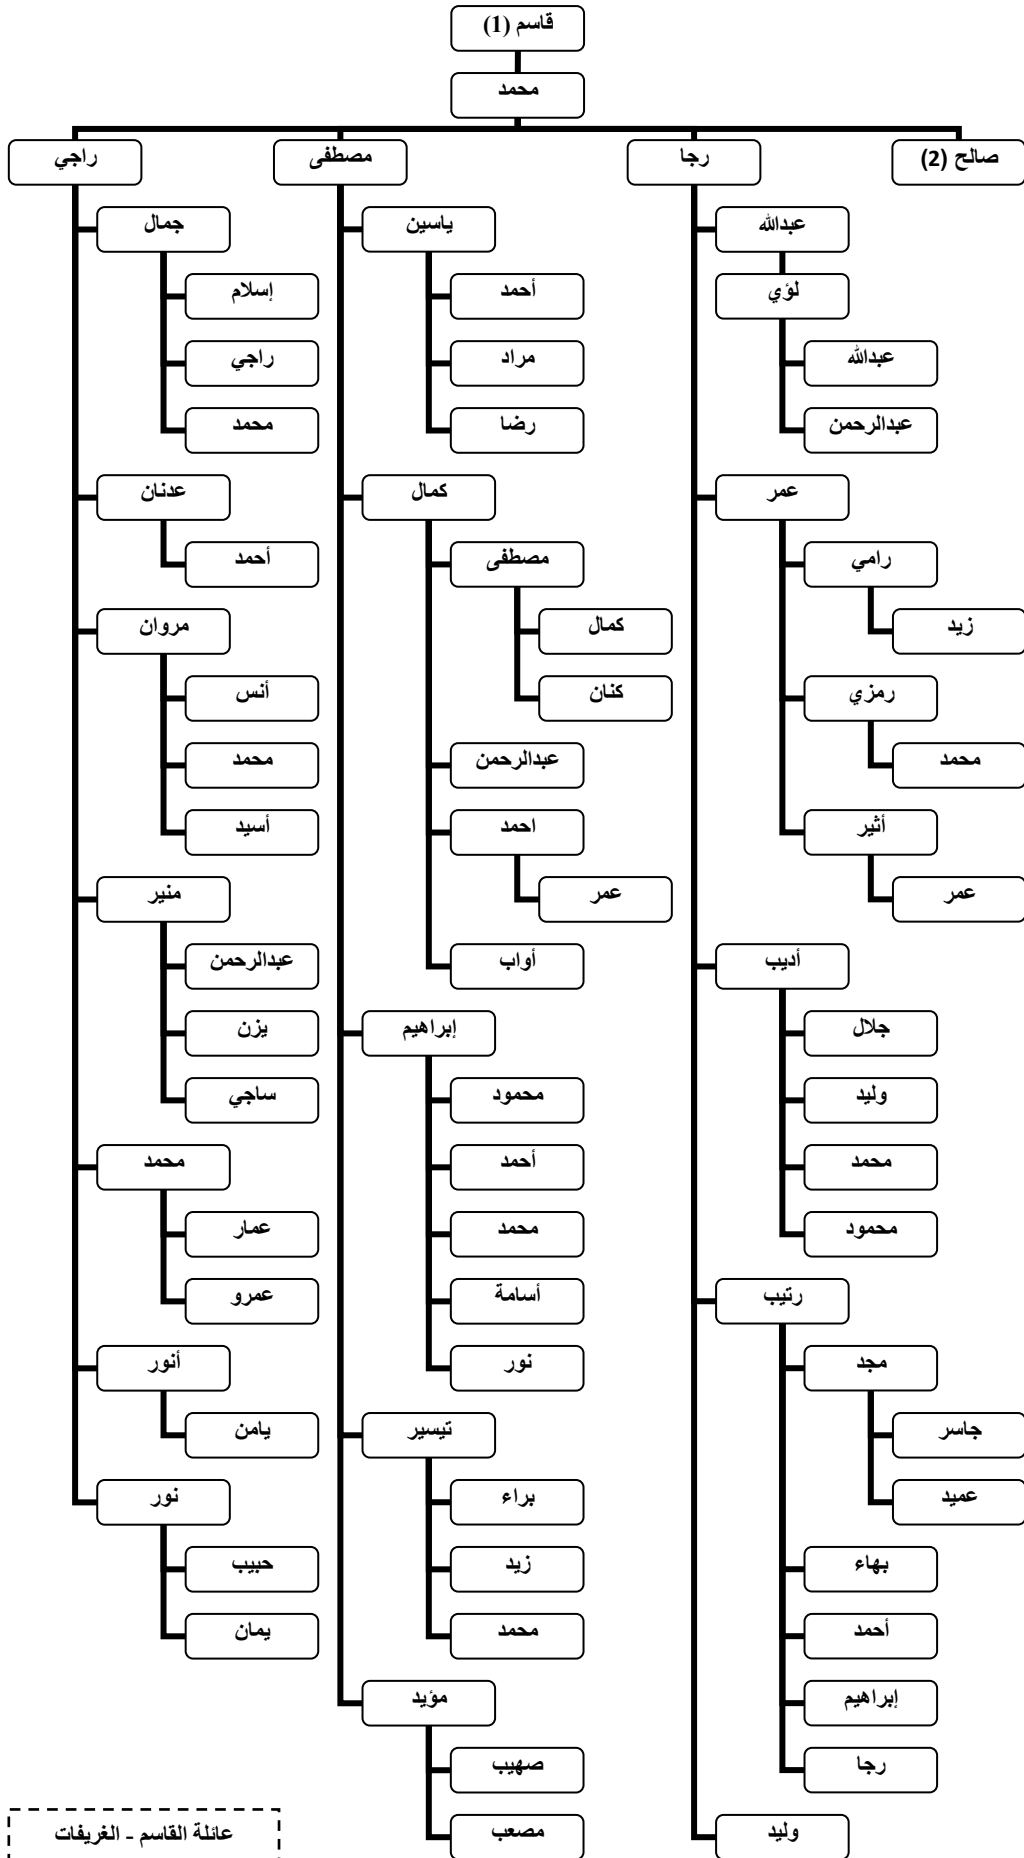 قاسم (1)
محمد
صالح (2)
رجا
مصطفى
راجي
عبدالله
لؤي
عبدالله
عبدالرحمن
عمر
رامي
زيد
رمزي
محمد
أثير
عمر
أديب
جلال
وليد
محمد
محمود
رتيب
مجد
جاسر
عميد
بهاء
أحمد
إبراهيم
رجا
وليد
ياسين
أحمد
مراد
رضا
كمال
مصطفى
كمال
كنان
عبدالرحمن
احمد
عمر
أواب
إبراهيم
محمود
أحمد
محمد
أسامة
نور
تيسير
براء
زيد
محمد
مؤيد
صهيب
مصعب
جمال
إسلام
راجي
محمد
عدنان
أحمد
مروان
أنس
محمد
أسيد
منير
عبدالرحمن
يزن
ساجي
محمد
عمار
عمرو
أنور
يامن
نور
حبيب
يمان
عائلة القاسم - الغريفات